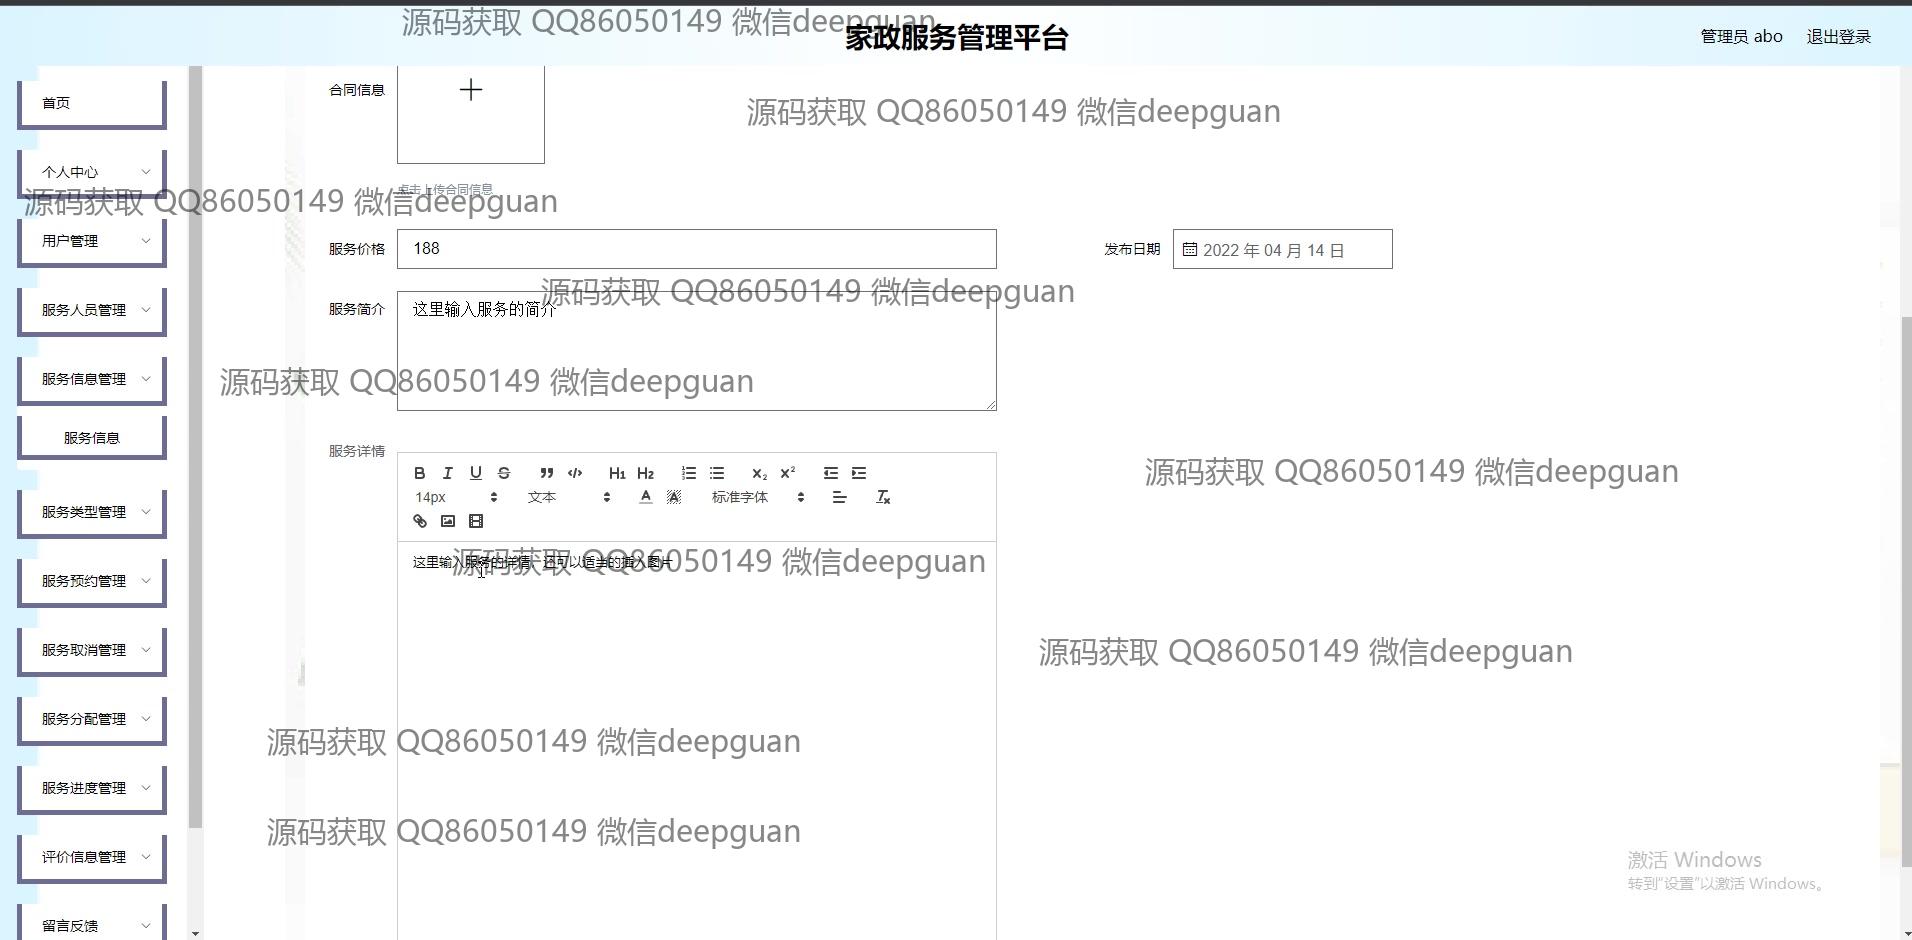 源码获取 QQ86050149 微信deepguan
家政服务管理平台
管理员 abo
退出登录
首页
个人中心
用户管理
服务人员管理
服务信息管理
服务信息
服务类型管理
服务预约管理
服务取消管理
服务分配管理
服务进度管理
评价信息管理
留言反馈
合同信息
源码获取 QQ86050149 微信deepguan
点击上传合同信息
源码获取 QQ86050149 微信deepguan
服务价格
188
发布日期
2022 年 04 月 14 日
源码获取 QQ86050149 微信deepguan
服务简介
这里输入服务的简介
源码获取 QQ86050149 微信deepguan
服务详情
B I U S H1 H2 X2 X2
14px 文本 A A 标准字体 Tx
源码获取 QQ86050149 微信deepguan
这里输入服务的详情，还可以适当的插入图片
源码获取 QQ86050149 微信deepguan
源码获取 QQ86050149 微信deepguan
源码获取 QQ86050149 微信deepguan
源码获取 QQ86050149 微信deepguan
激活 Windows
转到"设置"以激活 Windows。